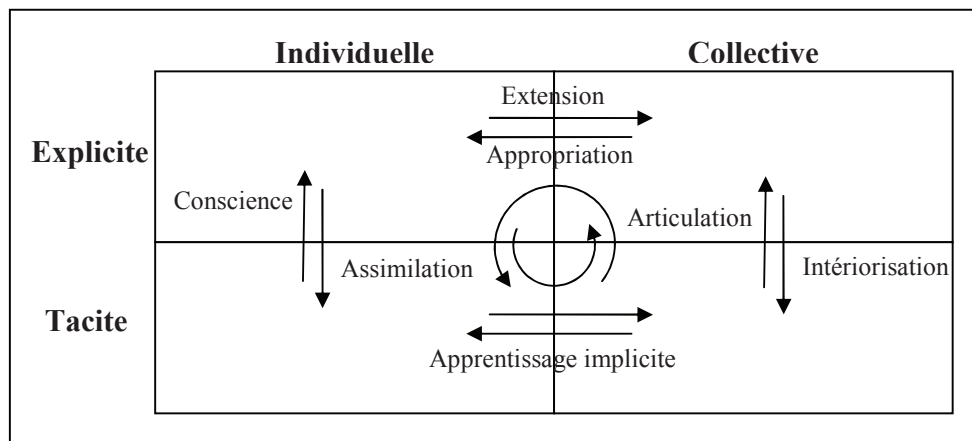 Individuelle
Collective
Extension
Explicite
Appropriation
Conscience
Articulation
Assimilation
Intériorisation
Tacite
Apprentissage implicite